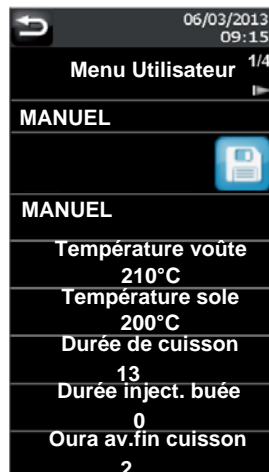 06/03/2013
09:15
Menu Utilisateur 1/4
MANUEL
MANUEL
Température voûte
210°C
Température sole
200°C
Durée de cuisson
13
Durée inject. buée
0
Oura av.fin cuisson
2